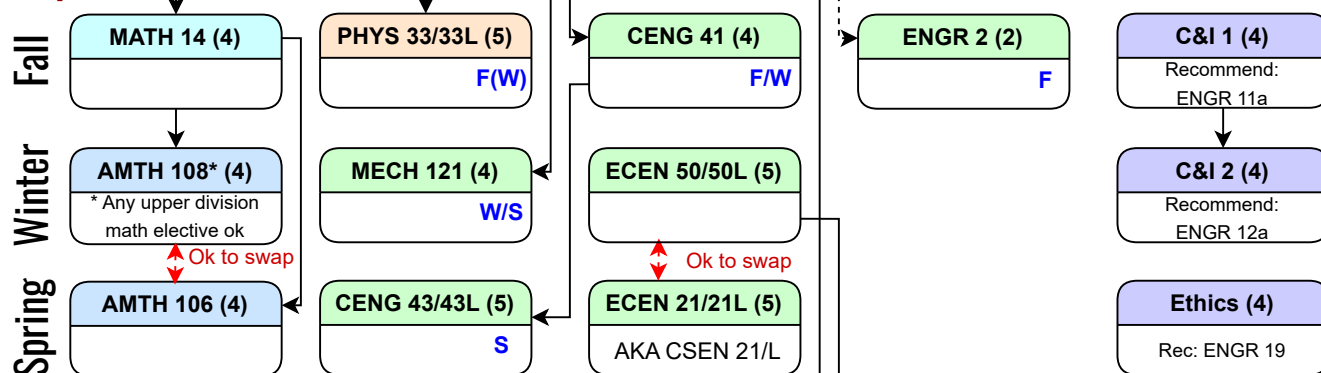 Fall
MATH 14 (4)
PHYS 33/33L (5)
F(W)
CENG 41 (4)
F/W
ENGR 2 (2)
F
C&I 1 (4)
Recommend:
ENGR 11a
Winter
AMTH 108* (4)
* Any upper division
math elective ok
MECH 121 (4)
W/S
ECEN 50/50L (5)
C&I 2 (4)
Recommend:
ENGR 12a
Ok to swap
Ok to swap
Spring
AMTH 106 (4)
CENG 43/43L (5)
S
ECEN 21/21L (5)
AKA CSEN 21/L
Ethics (4)
Rec: ENGR 19